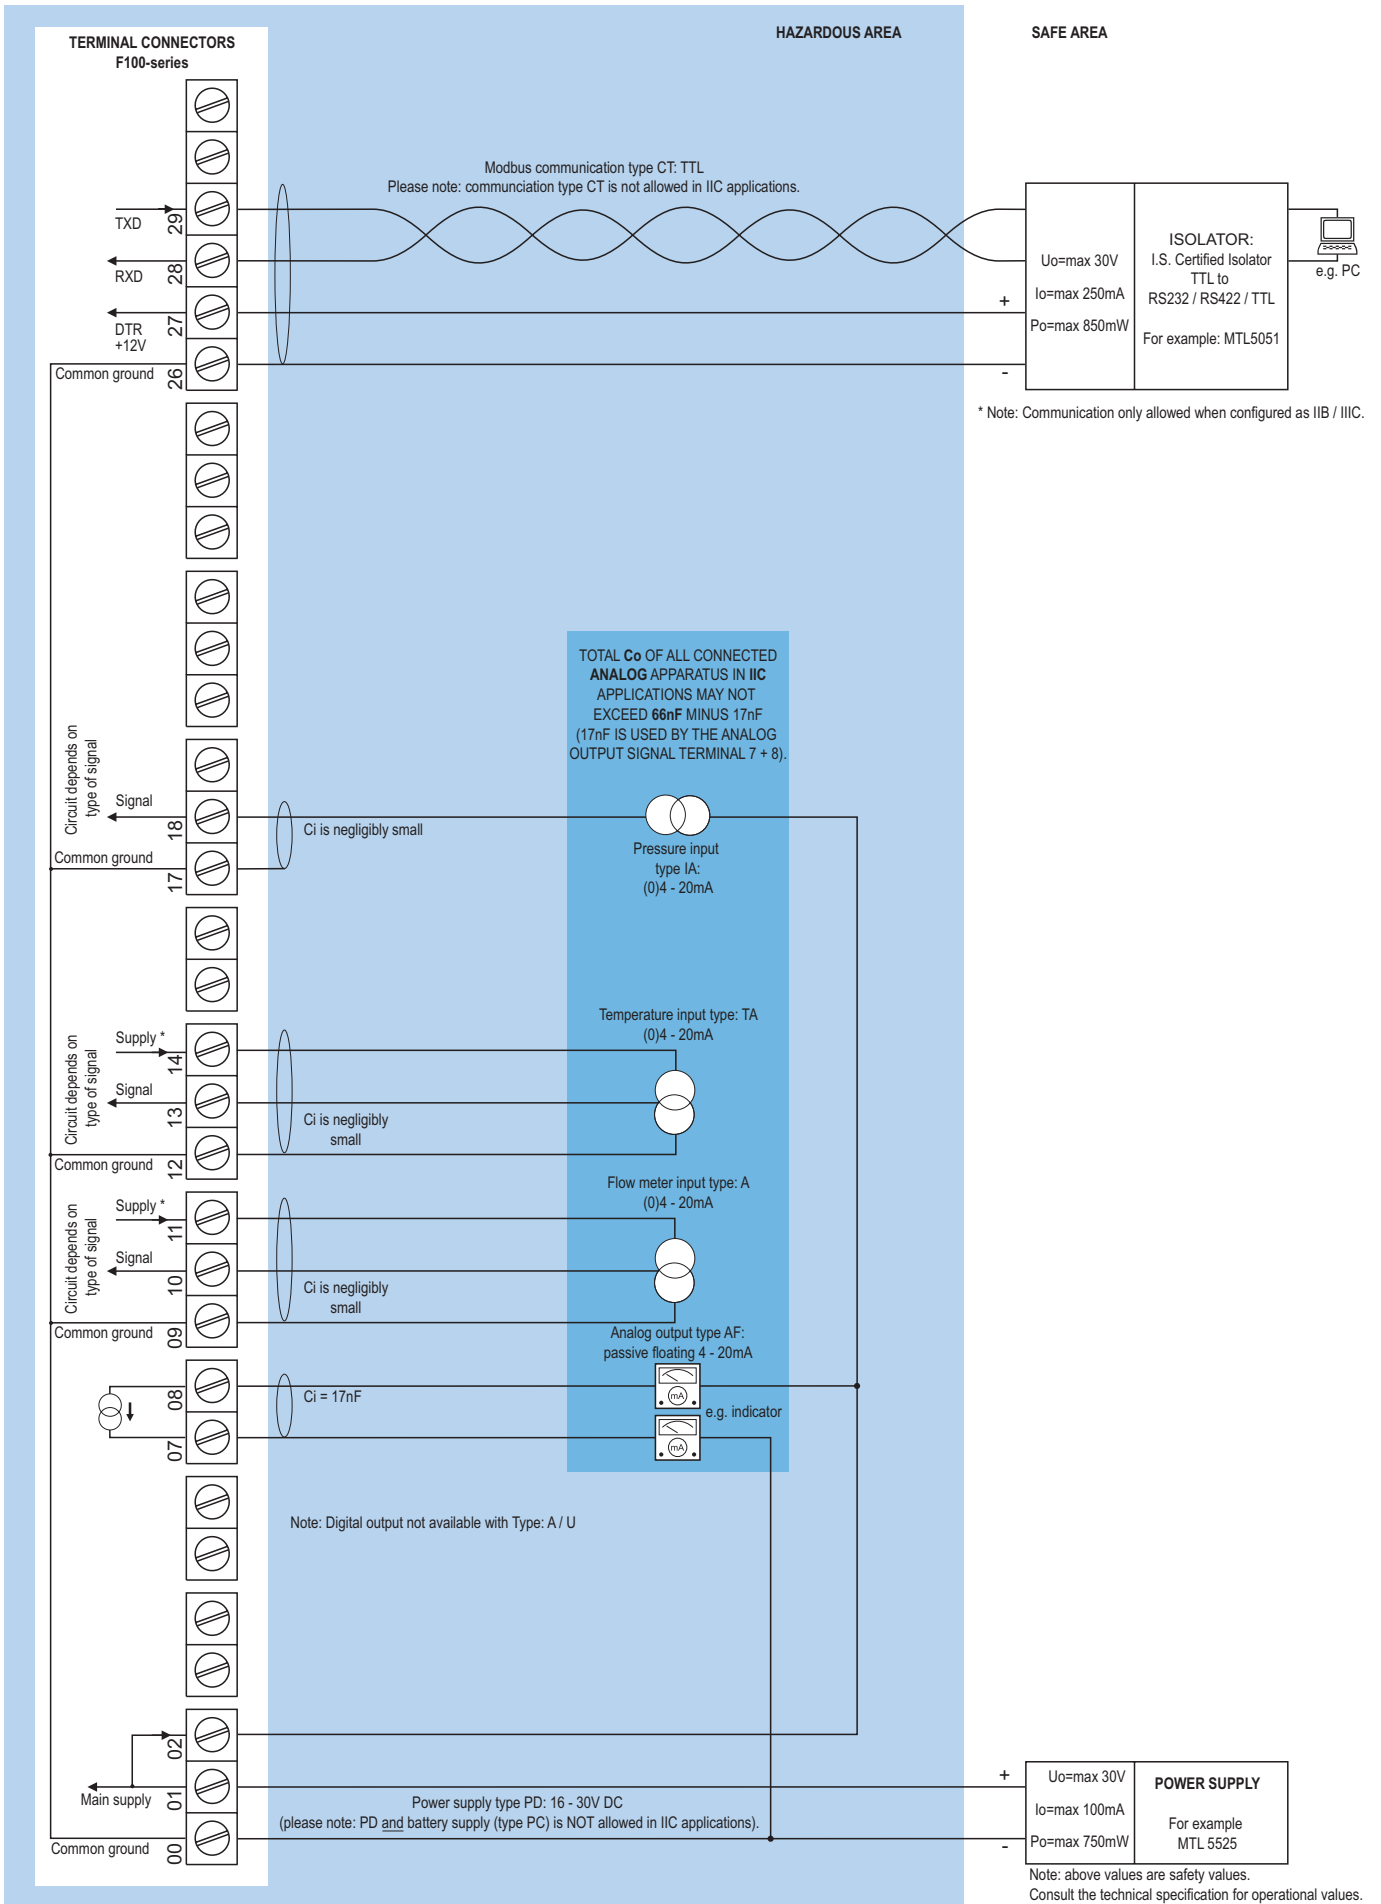 TERMINAL CONNECTORS
F100-series
HAZARDOUS AREA
SAFE AREA
Modbus communication type CT: TTL
Please note: communciation type CT is not allowed in IIC applications.
TXD
29
RXD
28
DTR
+12V
27
Common ground
26
+
-
Uo=max 30V
Io=max 250mA
Po=max 850mW
ISOLATOR:
I.S. Certified Isolator
TTL to
RS232 / RS422 / TTL
For example: MTL5051
e.g. PC
* Note: Communication only allowed when configured as IIB / IIIC.
TOTAL Co OF ALL CONNECTED
ANALOG APPARATUS IN IIC
APPLICATIONS MAY NOT
EXCEED 66nF MINUS 17nF
(17nF IS USED BY THE ANALOG
OUTPUT SIGNAL TERMINAL 7 + 8).
Circuit depends on
type of signal
Signal
18
Common ground
17
Ci is negligibly small
Pressure input
type IA:
(0)4 - 20mA
Circuit depends on
type of signal
Supply *
14
Signal
13
Common ground
12
Ci is negligibly
small
Temperature input type: TA
(0)4 - 20mA
Circuit depends on
type of signal
Supply *
11
Signal
10
Common ground
09
Ci is negligibly
small
Flow meter input type: A
(0)4 - 20mA
Analog output type AF:
passive floating 4 - 20mA
08
07
Ci = 17nF
mA
e.g. indicator
mA
Note: Digital output not available with Type: A / U
02
Main supply
01
Common ground
00
Power supply type PD: 16 - 30V DC
(please note: PD and battery supply (type PC) is NOT allowed in IIC applications).
+
-
Uo=max 30V
Io=max 100mA
Po=max 750mW
POWER SUPPLY
For example
MTL 5525
Note: above values are safety values.
Consult the technical specification for operational values.